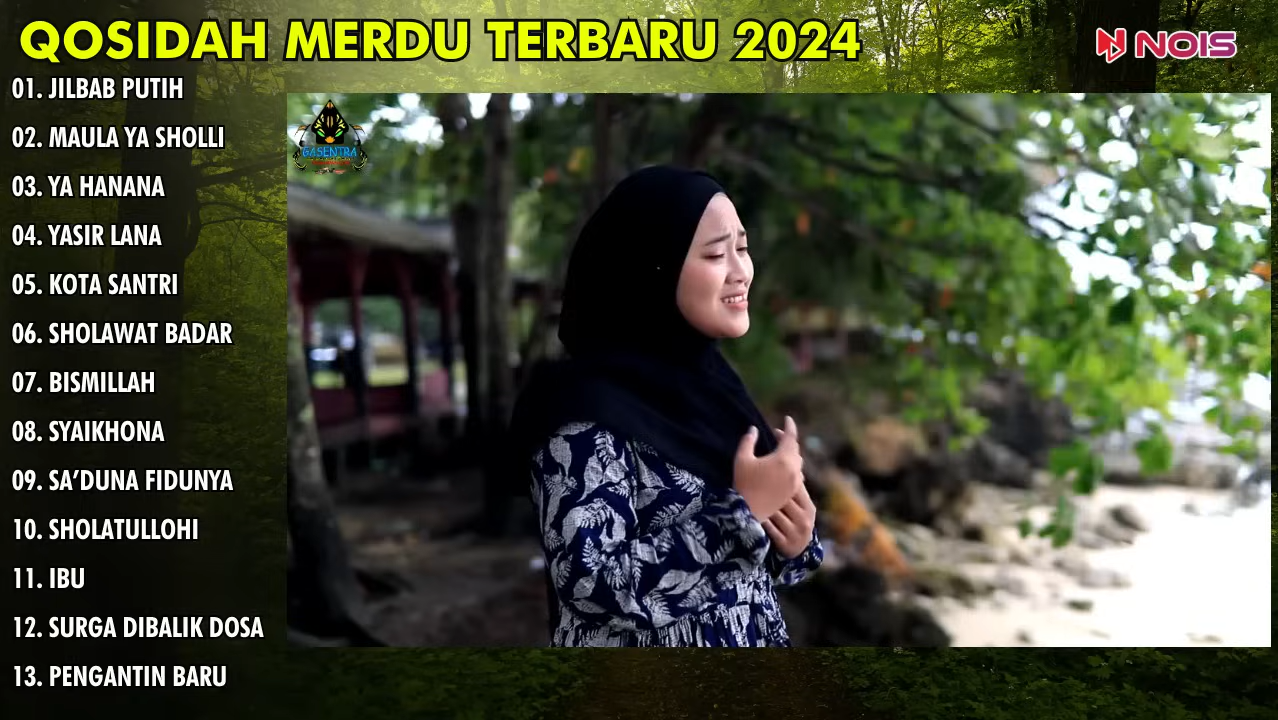 QOSIDAH MERDU TERBARU 2024
NOIS
01. JILBAB PUTIH
02. MAULA YA SHOLLI
03. YA HANANA
04. YASIR LANA
05. KOTA SANTRI
06. SHOLAWAT BADAR
07. BISMILLAH
08. SYAIKHONA
09. SA’DUNA FIDUNYA
10. SHOLATULLOHI
11. IBU
12. SURGA DIBALIK DOSA
13. PENGANTIN BARU
GASENTRA